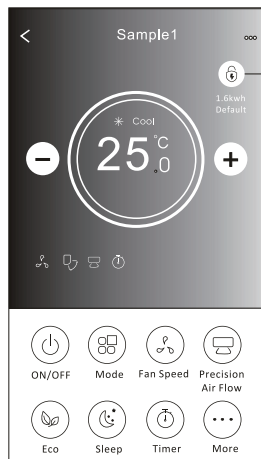 Sample1
1.6kwh
Default
Cool
25.0°C
ON/OFF
Mode
Fan Speed
Precision
Air Flow
Eco
Sleep
Timer
More